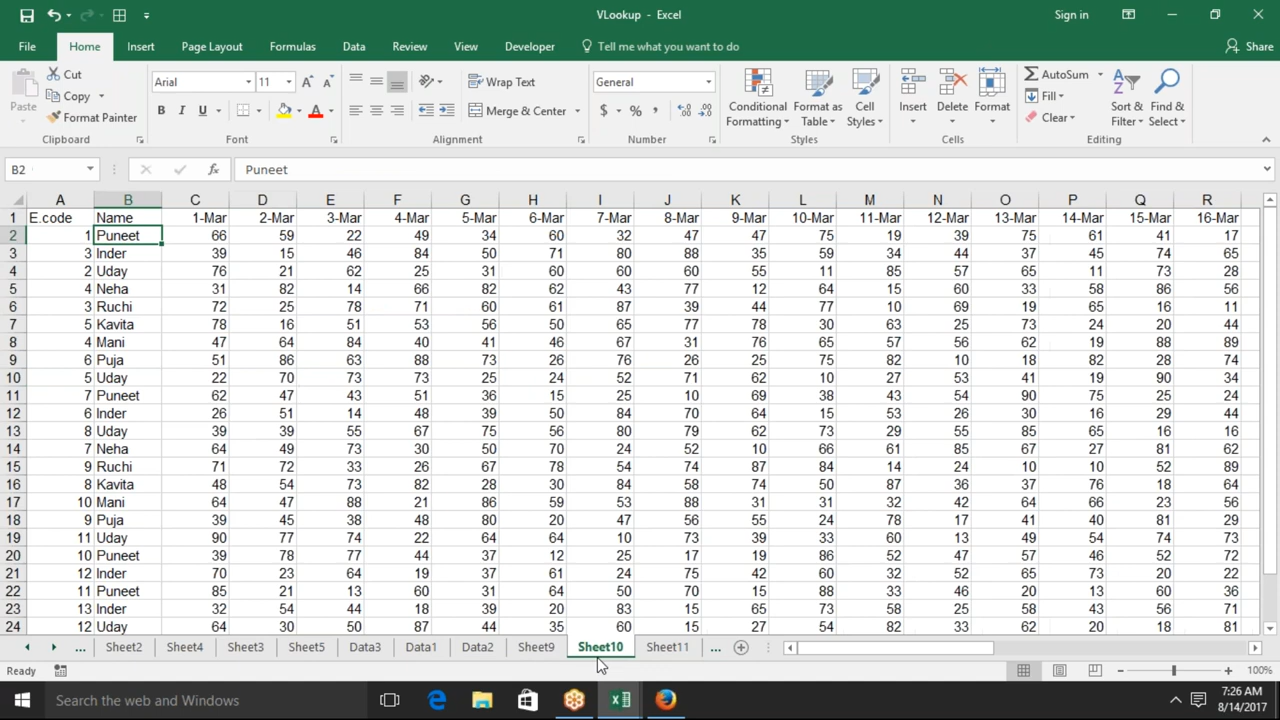 VLookup - Excel
Sign in
File Home Insert Page Layout Formulas Data Review View Developer Tell me what you want to do Share
Paste Cut Copy Format Painter Clipboard
Arial 11 B I U Font
Wrap Text Merge & Center Alignment
General $ % , Number
Conditional Formatting Format as Table Cell Styles Styles
Insert Delete Format Cells
AutoSum Fill Clear Sort & Filter Find & Select Editing
B2 fx Puneet
A B C D E F G H I J K L M N O P Q R
1 E.code Name 1-Mar 2-Mar 3-Mar 4-Mar 5-Mar 6-Mar 7-Mar 8-Mar 9-Mar 10-Mar 11-Mar 12-Mar 13-Mar 14-Mar 15-Mar 16-Mar
2 1 Puneet 66 59 22 49 34 60 32 47 47 75 19 39 75 61 41 17
3 3 Inder 39 15 46 84 50 71 80 88 35 59 34 44 37 45 74 65
4 2 Uday 76 21 62 25 31 60 60 60 55 11 85 57 65 11 73 28
5 4 Neha 31 82 14 66 82 62 43 77 12 64 15 60 33 58 86 56
6 3 Ruchi 72 25 78 71 60 61 87 39 44 77 10 69 19 65 16 11
7 5 Kavita 78 16 51 53 56 50 65 77 78 30 63 25 73 24 20 44
8 4 Mani 47 64 84 40 41 46 67 31 76 65 57 56 62 19 88 89
9 6 Puja 51 86 63 88 73 26 76 26 25 75 82 10 18 82 28 74
10 5 Uday 22 70 73 73 25 24 52 71 62 10 27 53 41 19 90 34
11 7 Puneet 62 47 43 51 36 15 25 10 69 38 43 54 90 75 25 24
12 6 Inder 26 51 14 48 39 50 84 70 64 15 53 26 30 16 29 44
13 8 Uday 39 39 55 67 75 56 80 79 62 73 29 55 85 65 16 16
14 7 Neha 64 49 73 30 50 70 24 52 10 66 61 85 67 27 81 62
15 9 Ruchi 71 72 33 26 67 78 54 74 87 84 14 24 10 10 52 89
16 8 Kavita 48 54 73 82 28 30 84 58 74 50 87 36 37 76 18 64
17 10 Mani 64 47 88 21 86 59 53 88 31 31 32 42 64 66 23 56
18 9 Puja 39 45 38 48 80 20 47 56 55 24 78 17 41 40 81 29
19 11 Uday 90 77 74 22 64 64 10 73 39 33 60 13 49 54 74 73
20 10 Puneet 39 78 77 44 37 12 25 17 19 86 52 47 57 46 52 72
21 12 Inder 70 23 64 19 37 61 24 75 42 60 32 52 65 73 20 22
22 11 Puneet 85 21 13 60 31 64 50 70 15 88 33 46 20 13 60 36
23 13 Inder 32 54 44 18 39 20 83 15 65 73 58 25 58 43 56 71
24 12 Uday 64 30 50 87 44 35 60 15 27 54 82 33 62 20 18 81
... Sheet2 Sheet4 Sheet3 Sheet5 Data3 Data1 Data2 Sheet9 Sheet10 Sheet11 ...
Ready 100%
Search the web and Windows
7:26 AM
8/14/2017